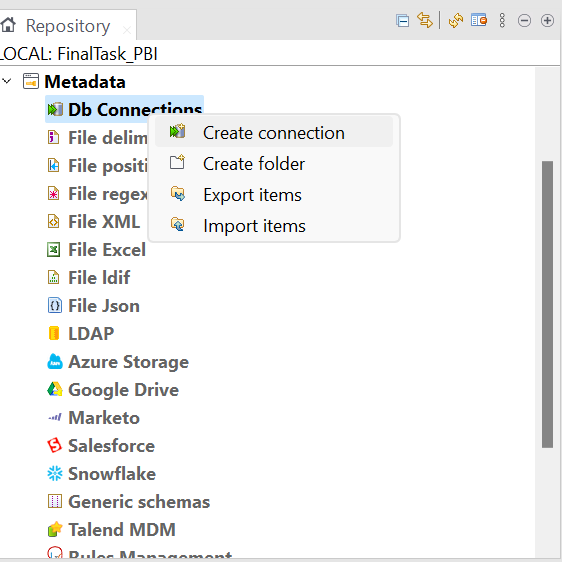 Repository
LOCAL: FinalTask_PBI
Metadata
Db Connections
Create connection
File delim
Create folder
File positi
Export items
File regex
Import items
File XML
File Excel
File ldif
File Json
LDAP
Azure Storage
Google Drive
Marketo
Salesforce
Snowflake
Generic schemas
Talend MDM
Rules Management